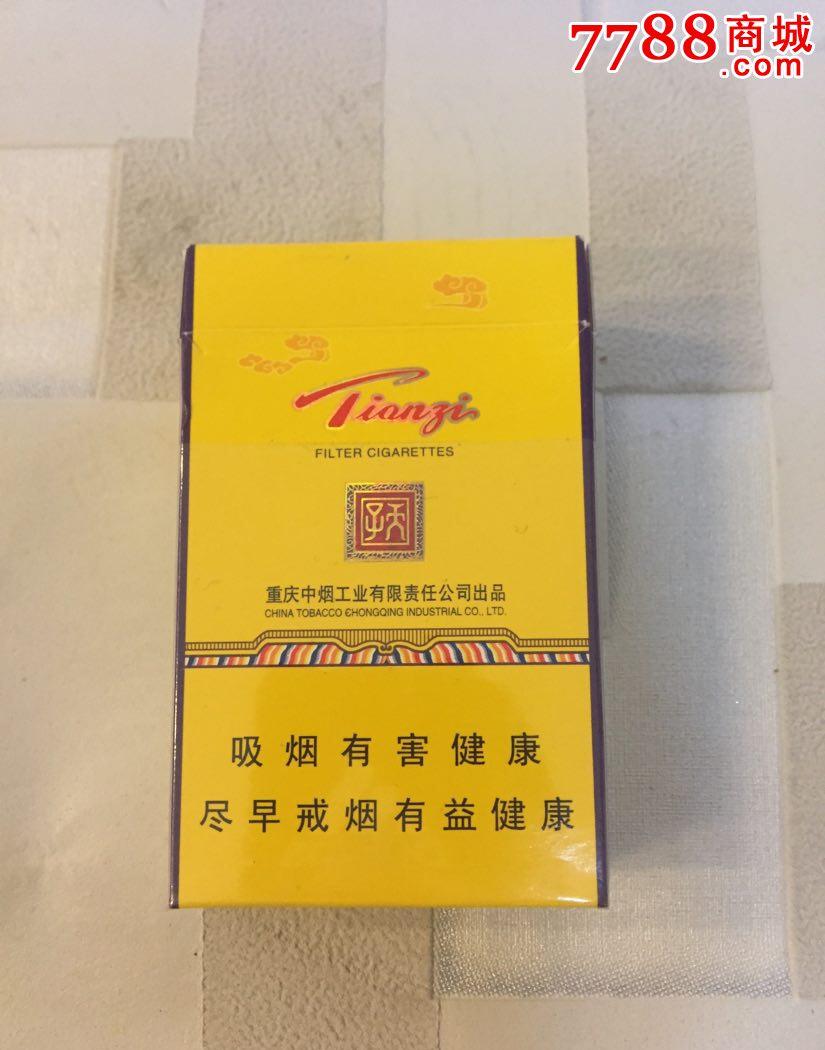 7788商城
.com
Tianzi
FILTER CIGARETTES
天子
重庆中烟工业有限责任公司出品
CHINA TOBACCO CHONGQING INDUSTRIAL CO., LTD.
吸烟有害健康
尽早戒烟有益健康